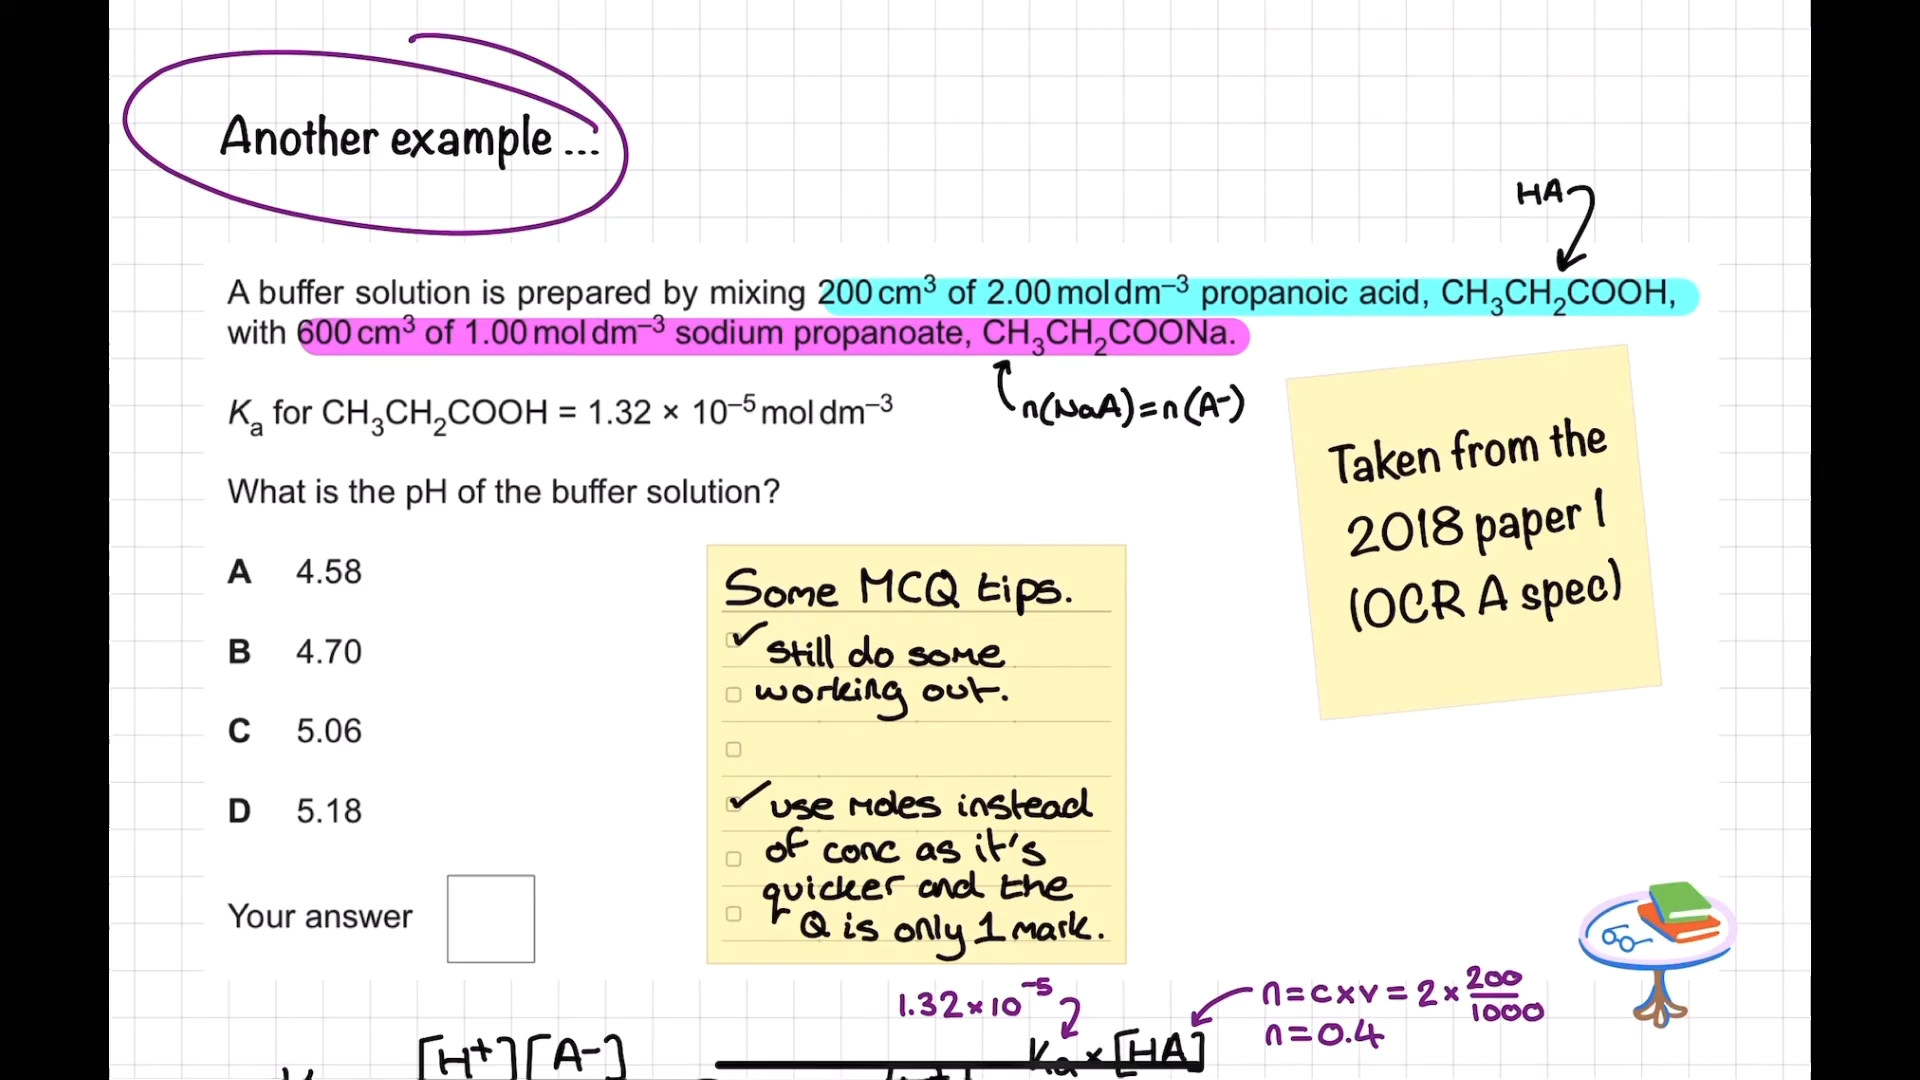 Another example ...
HA
A buffer solution is prepared by mixing 200 cm³ of 2.00 mol dm⁻³ propanoic acid, CH₃CH₂COOH,
with 600 cm³ of 1.00 mol dm⁻³ sodium propanoate, CH₃CH₂COONa.
n(NaA)=n(A-)
Kₐ for CH₃CH₂COOH = 1.32 × 10⁻⁵ mol dm⁻³
What is the pH of the buffer solution?
A 4.58
B 4.70
C 5.06
D 5.18
Your answer
Taken from the
2018 paper 1
(OCR A spec)
Some MCQ tips.
Still do some
working out.
use moles instead
of conc as it's
quicker and the
Q is only 1 mark.
1.32×10⁻⁵
n=c×v=2×200/1000
n=0.4
[H⁺][A-]
Ka×[HA]